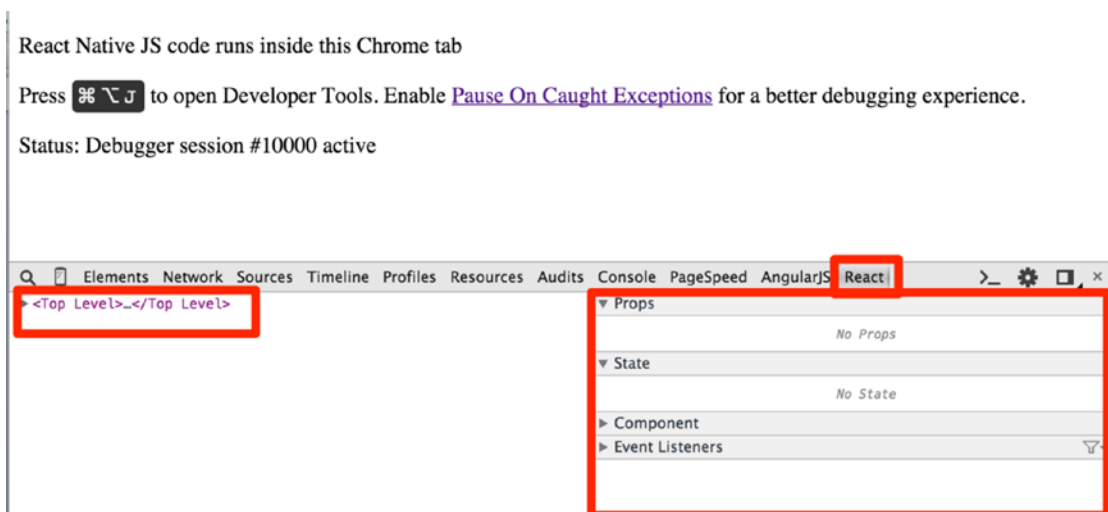 React Native JS code runs inside this Chrome tab
Press ⌘⌥J to open Developer Tools. Enable Pause On Caught Exceptions for a better debugging experience.
Status: Debugger session #10000 active
Elements Network Sources Timeline Profiles Resources Audits Console PageSpeed AngularJS React
<Top Level>…</Top Level>
Props
No Props
State
No State
Component
Event Listeners